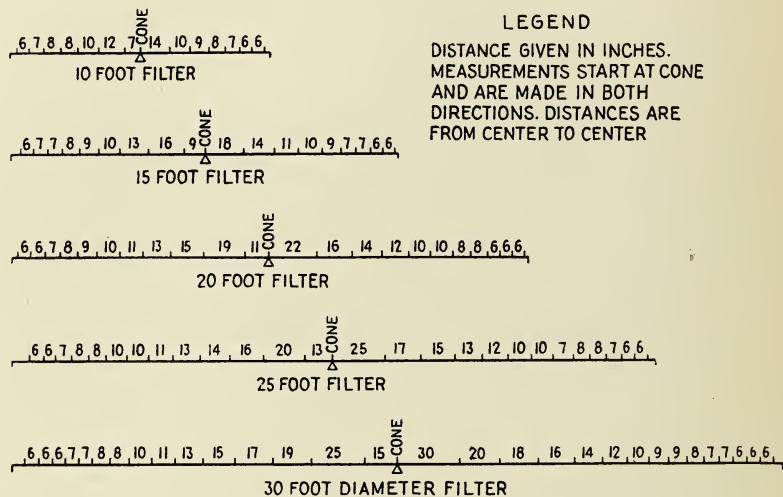 CONE
6 7 8 8 10 12 7 14 10 9 8 7 6 6
10 FOOT FILTER
LEGEND
DISTANCE GIVEN IN INCHES.
MEASUREMENTS START AT CONE
AND ARE MADE IN BOTH
DIRECTIONS. DISTANCES ARE
FROM CENTER TO CENTER
CONE
6 7 7 8 9 10 13 16 9 18 14 11 10 9 7 7 6 6
15 FOOT FILTER
CONE
6 6 7 8 9 10 11 13 15 19 11 22 16 14 12 10 10 8 8 6 6 6
20 FOOT FILTER
CONE
6 6 7 8 8 10 10 11 13 14 16 20 13 25 17 15 13 12 10 10 7 8 8 7 6 6
25 FOOT FILTER
CONE
6 6 6 7 7 8 8 10 11 15 17 19 25 15 30 20 18 16 14 12 10 9 9 8 7 7 6 6 6 6
30 FOOT DIAMETER FILTER